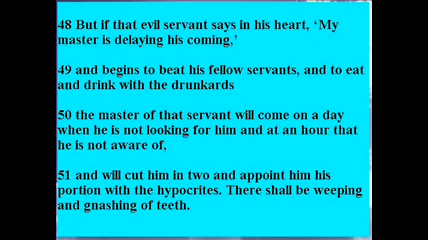 48 But if that evil servant says in his heart, ‘My
master is delaying his coming,’
49 and begins to beat his fellow servants, and to eat
and drink with the drunkards
50 the master of that servant will come on a day
when he is not looking for him and at an hour that
he is not aware of,
51 and will cut him in two and appoint him his
portion with the hypocrites. There shall be weeping
and gnashing of teeth.